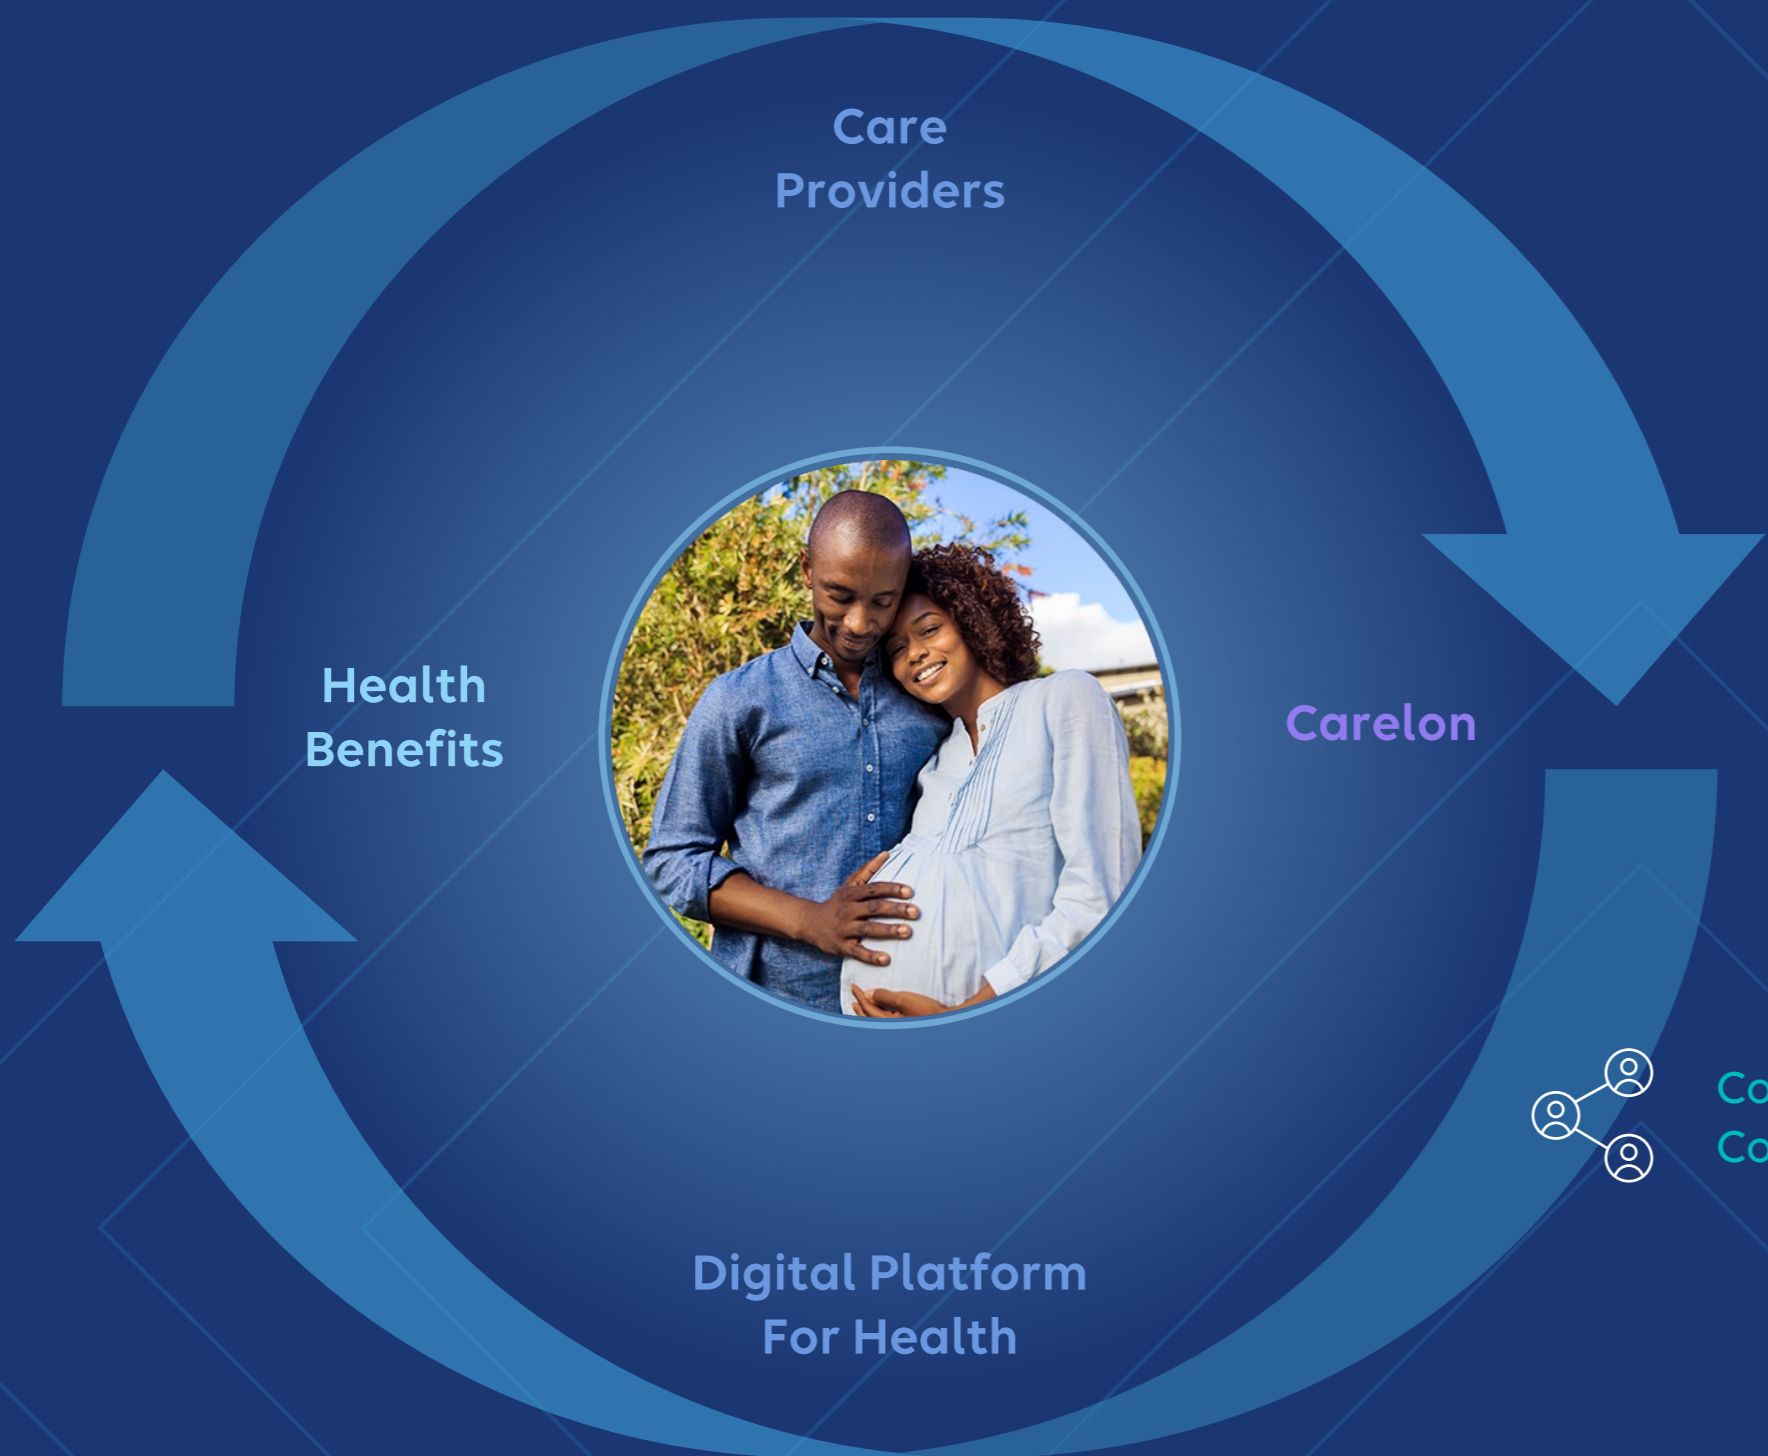 Care
Providers
Health
Benefits
Carelon
Digital Platform
For Health